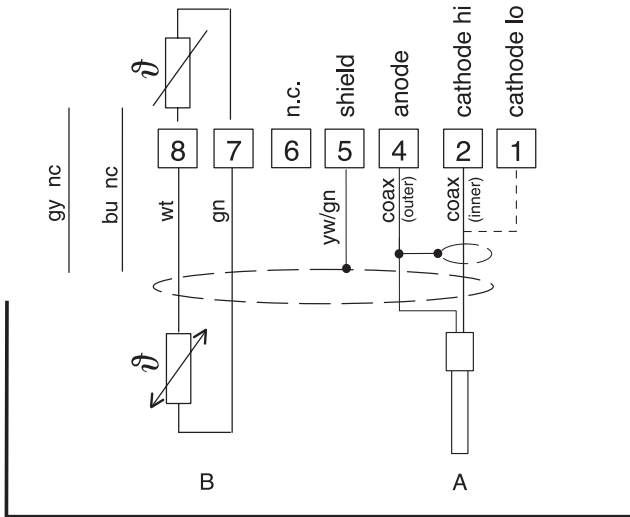 ϑ
n.c.
shield
anode
cathode hi
cathode lo
8
7
6
5
4
2
1
gy nc
bu nc
wt
gn
yw/gn
coax
(outer)
coax
(inner)
ϑ
B
A